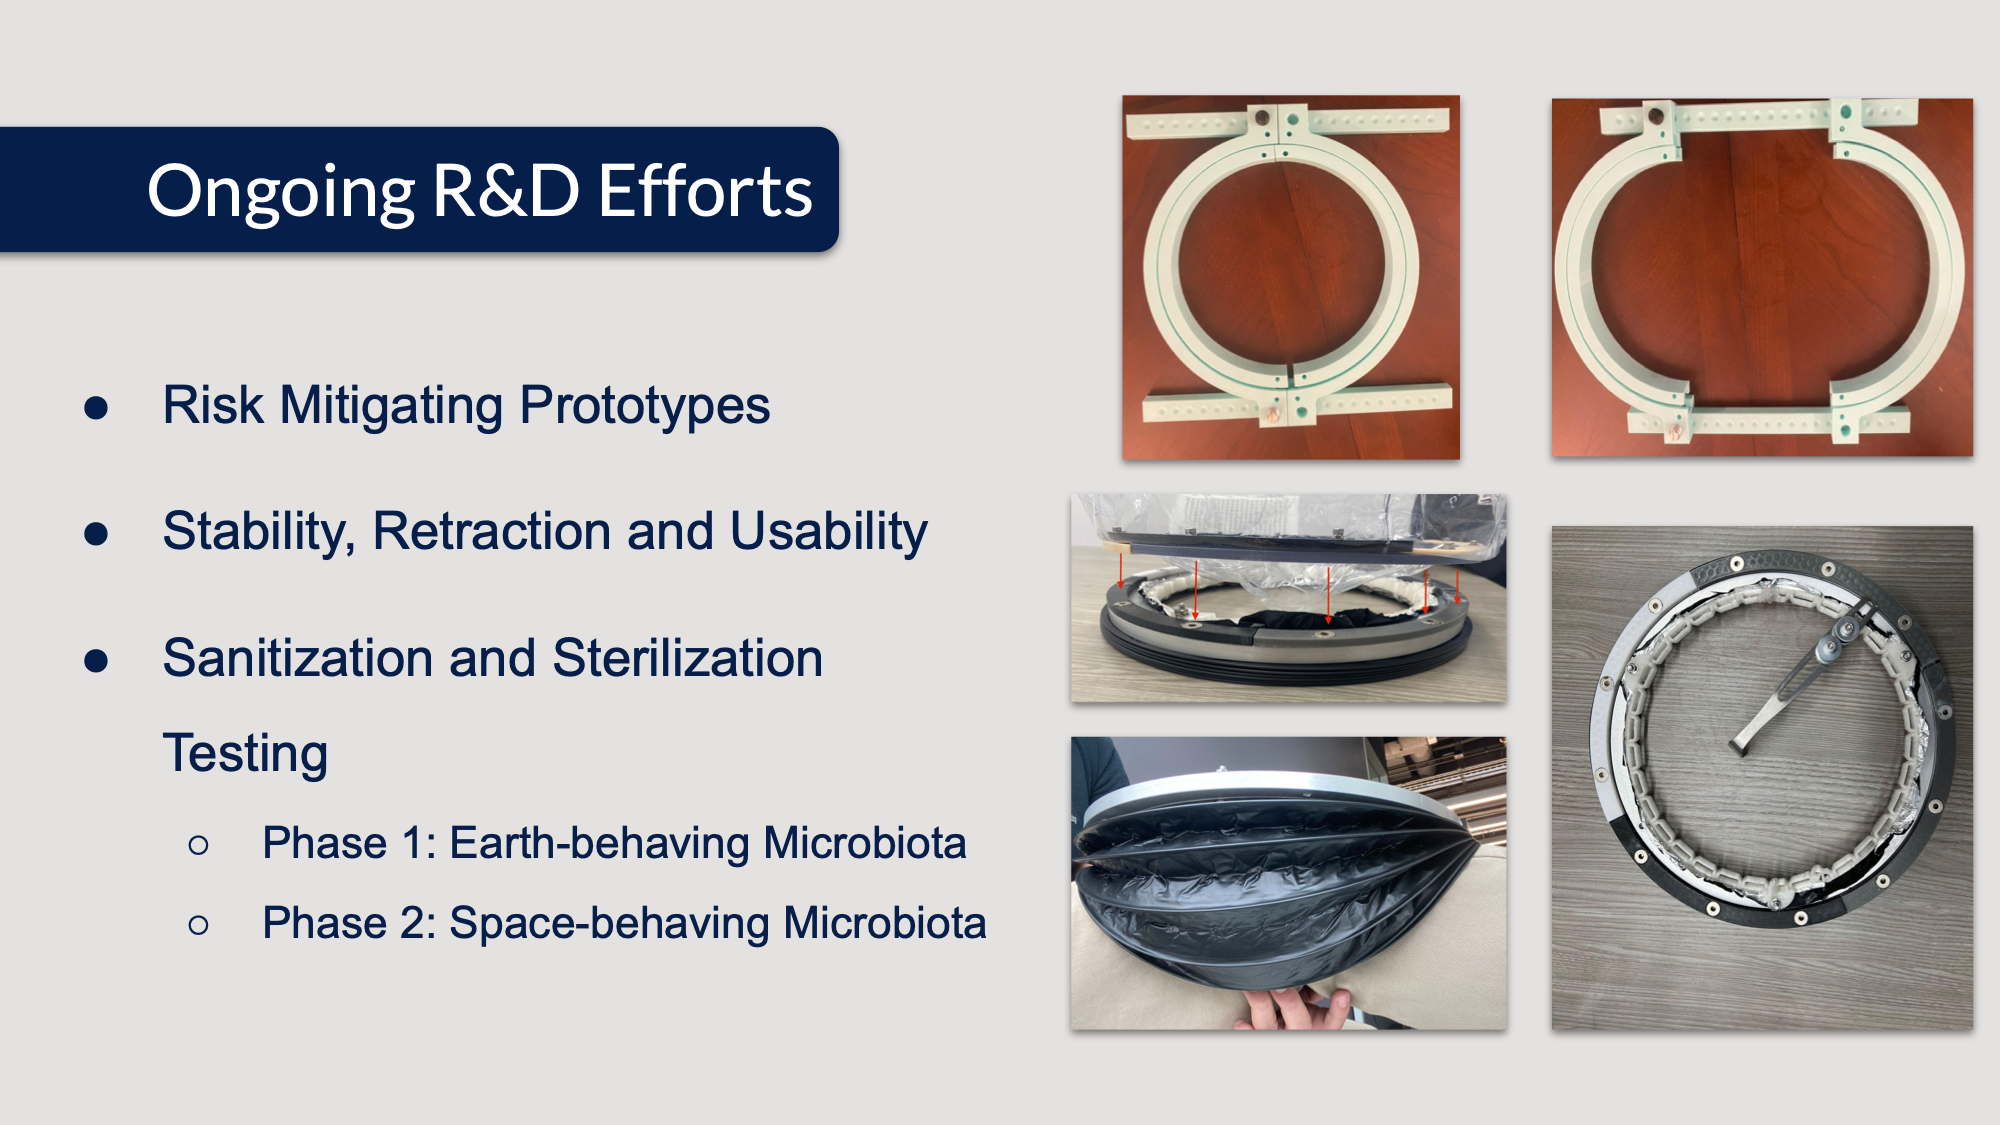 Ongoing R&D Efforts
● Risk Mitigating Prototypes
● Stability, Retraction and Usability
● Sanitization and Sterilization
Testing
○ Phase 1: Earth-behaving Microbiota
○ Phase 2: Space-behaving Microbiota